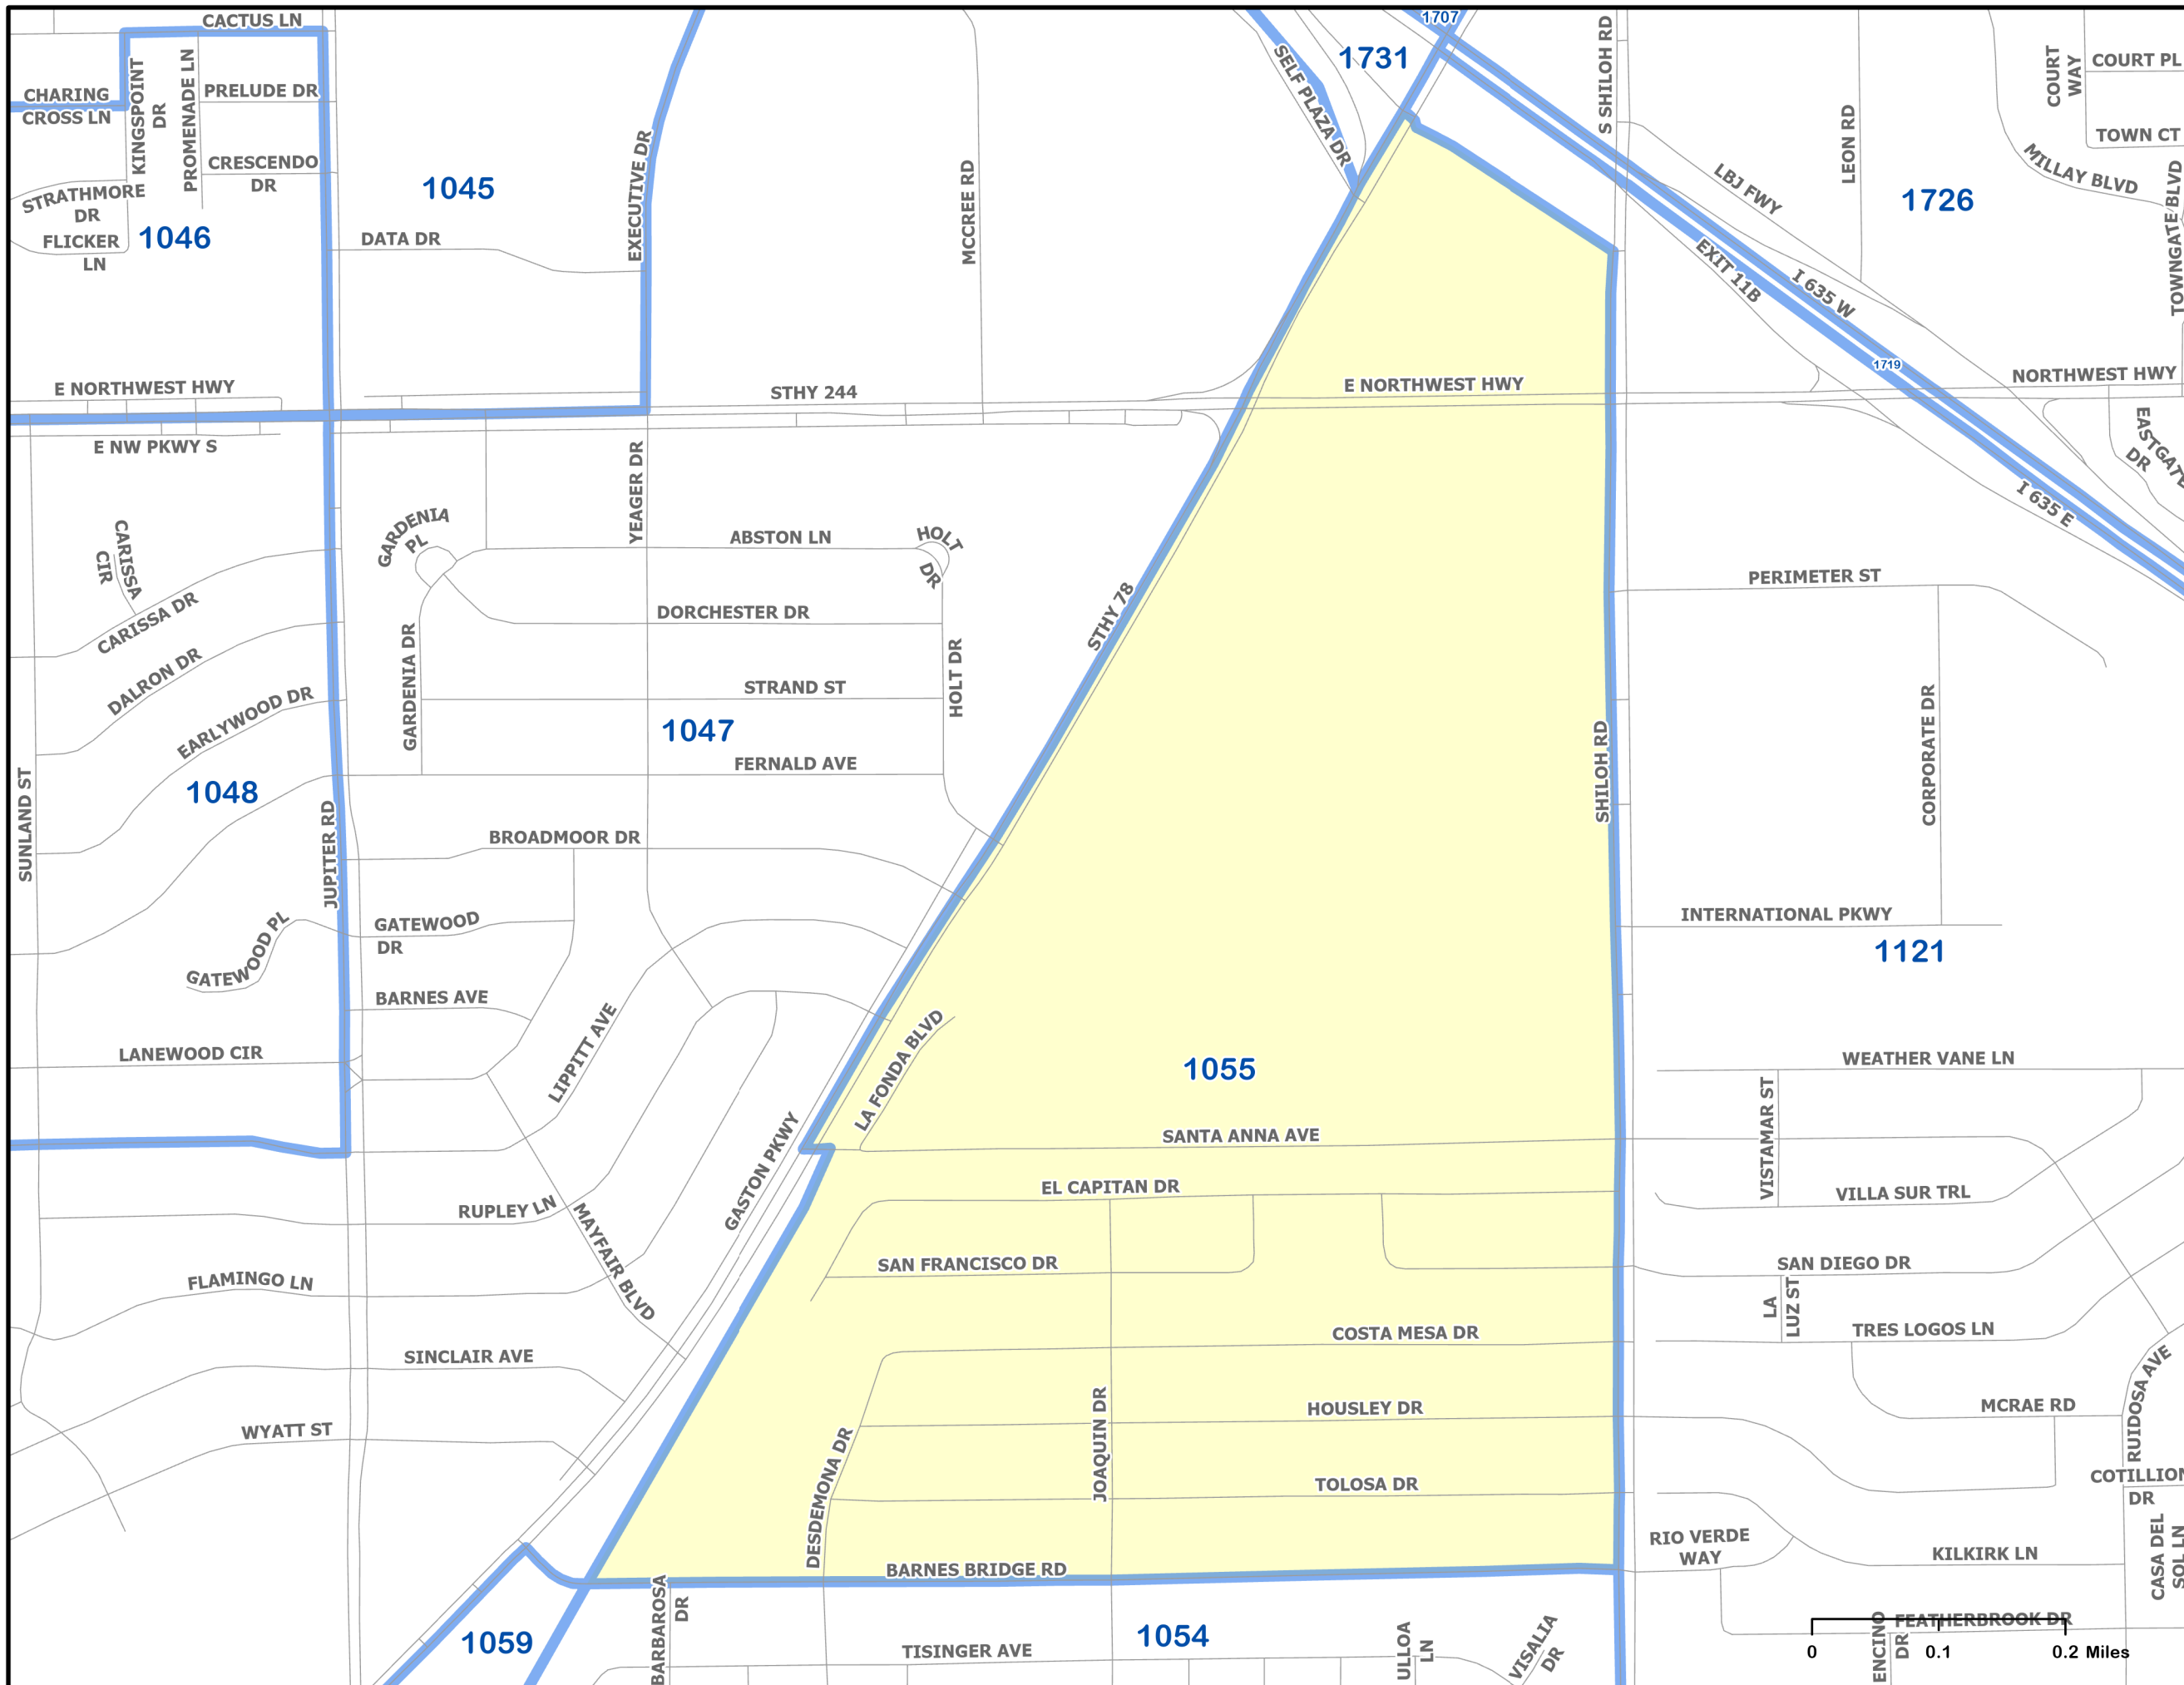 CACTUS LN
1707
CHARING
CROSS LN
KINGSPOINT
DR
PROMENADE LN
PRELUDE DR
CRESCENDO
DR
STRATHMORE
DR
FLICKER
LN
1046
1045
DATA DR
EXECUTIVE DR
MCCREE RD
SELF PLAZA DR
1731
S SHILOH RD
LEON RD
COURT
WAY
COURT PL
TOWN CT
MILLAY BLVD
TOWNGATE BLVD
LBJ FWY
1726
EXIT 11B
I 635 W
1719
E NORTHWEST HWY
STHY 244
E NORTHWEST HWY
NORTHWEST HWY
E NW PKWY S
EASTGATE
DR
I 635 E
YEAGER DR
GARDENIA
PL
ABSTON LN
HOLT
DR
CARISSA
CIR
CARISSA DR
DORCHESTER DR
STHY 78
PERIMETER ST
DALRON DR
GARDENIA DR
STRAND ST
HOLT DR
EARLYWOOD DR
1047
FERNALD AVE
SHILOH RD
CORPORATE DR
1048
SUNLAND ST
JUPITER RD
BROADMOOR DR
GATEWOOD PL
GATEWOOD
DR
INTERNATIONAL PKWY
1121
BARNES AVE
LANEWOOD CIR
LIPPITT AVE
LA FONDA BLVD
1055
WEATHER VANE LN
SANTA ANNA AVE
VISTAMAR ST
GASTON PKWY
EL CAPITAN DR
VILLA SUR TRL
RUPLEY LN
MAYFAIR BLVD
SAN FRANCISCO DR
SAN DIEGO DR
FLAMINGO LN
LA
LUZ ST
COSTA MESA DR
TRES LOGOS LN
SINCLAIR AVE
RUIDOSA AVE
WYATT ST
JOAQUIN DR
HOUSLEY DR
MCRAE RD
DESDEMONA DR
TOLOSA DR
COTILLION
DR
RIO VERDE
WAY
KILKIRK LN
CASA DEL
SOL LN
BARNES BRIDGE RD
BARBAROSA
DR
1059
1054
TISINGER AVE
ULLOA
LN
VISALIA
DR
ENCINO
DR
FEATHERBROOK DR
0 0.1 0.2 Miles